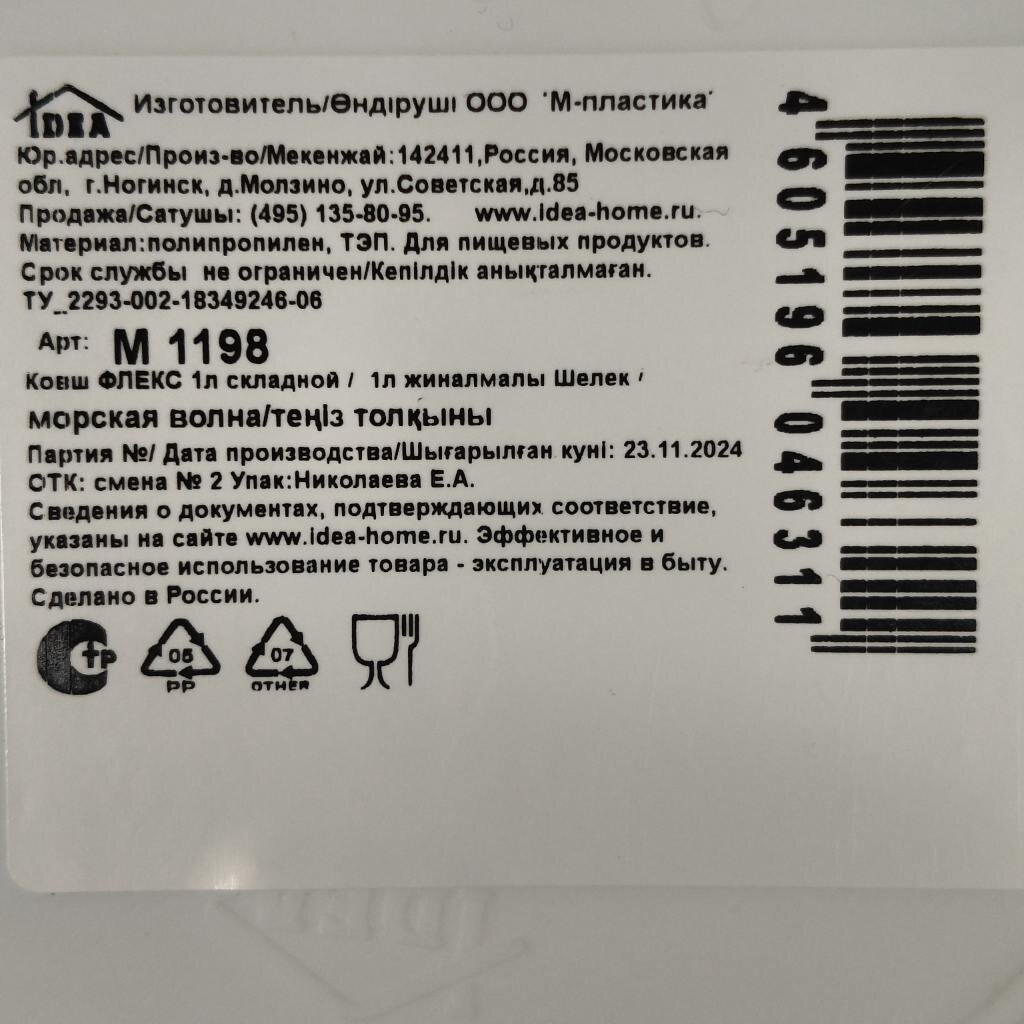 IDEA
Изготовитель/Өндіруші ООО "М-пластика"
Юр.адрес/Произ-во/Мекенжай:142411,Россия, Московская
обл, г.Ногинск, д.Молзино, ул.Советская,д.85
Продажа/Сатушы: (495) 135-80-95. www.idea-home.ru.
Материал:полипропилен, ТЭП. Для пищевых продуктов.
Срок службы не ограничен/Кепілдік анықталмаған.
ТУ_2293-002-18349246-06
Арт: М 1198
Ковш ФЛЕКС 1л складной / 1л жиналмалы Шелек /
морская волна/теңіз толқыны
Партия №/ Дата производства/Шығарылған куні: 23.11.2024
ОТК: смена № 2 Упак:Николаева Е.А.
Сведения о документах, подтверждающих соответствие,
указаны на сайте www.idea-home.ru. Эффективное и
безопасное использование товара - эксплуатация в быту.
Сделано в России.
Стр
05
PP
07
OTHER
4605196046311
IDEA